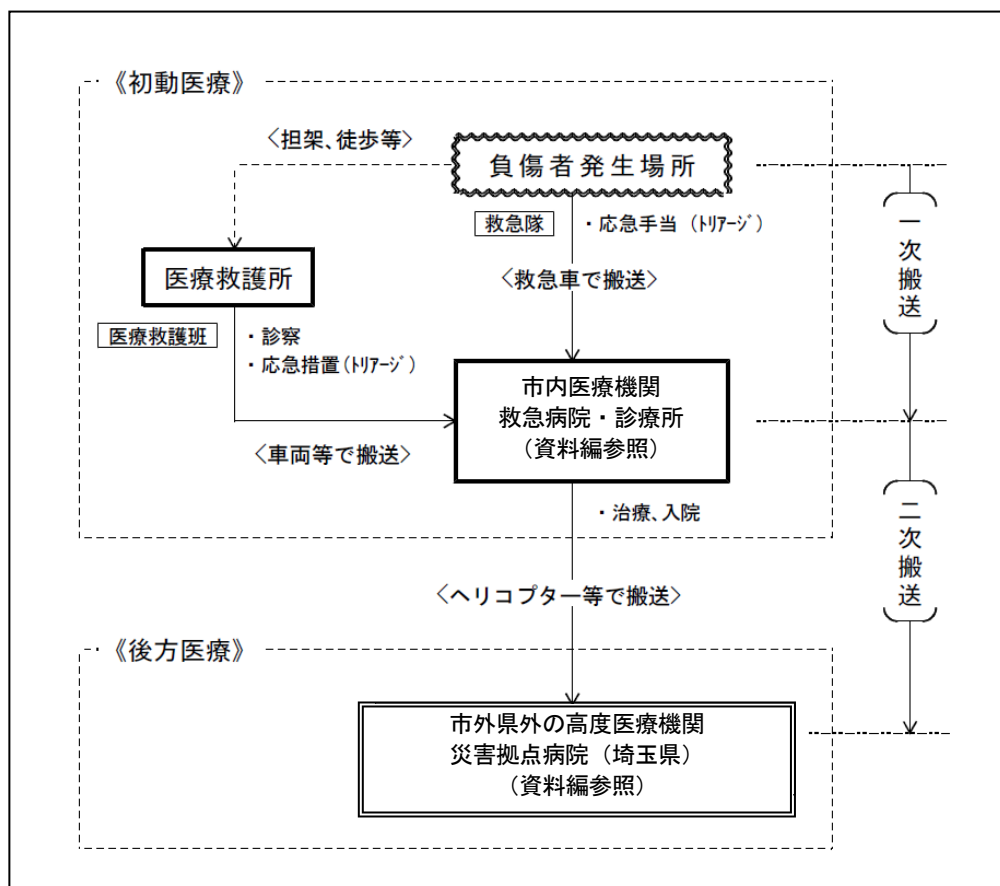 《初動医療》
<担架、徒歩等>
負傷者発生場所
救急隊
・応急手当（ﾄﾘｱｰｼﾞ）
一次搬送
医療救護所
<救急車で搬送>
医療救護班
・診察
・応急措置（ﾄﾘｱｰｼﾞ）
市内医療機関
救急病院・診療所
（資料編参照）
<車両等で搬送>
・治療、入院
二次搬送
<ヘリコプター等で搬送>
《後方医療》
市外県外の高度医療機関
災害拠点病院（埼玉県）
（資料編参照）